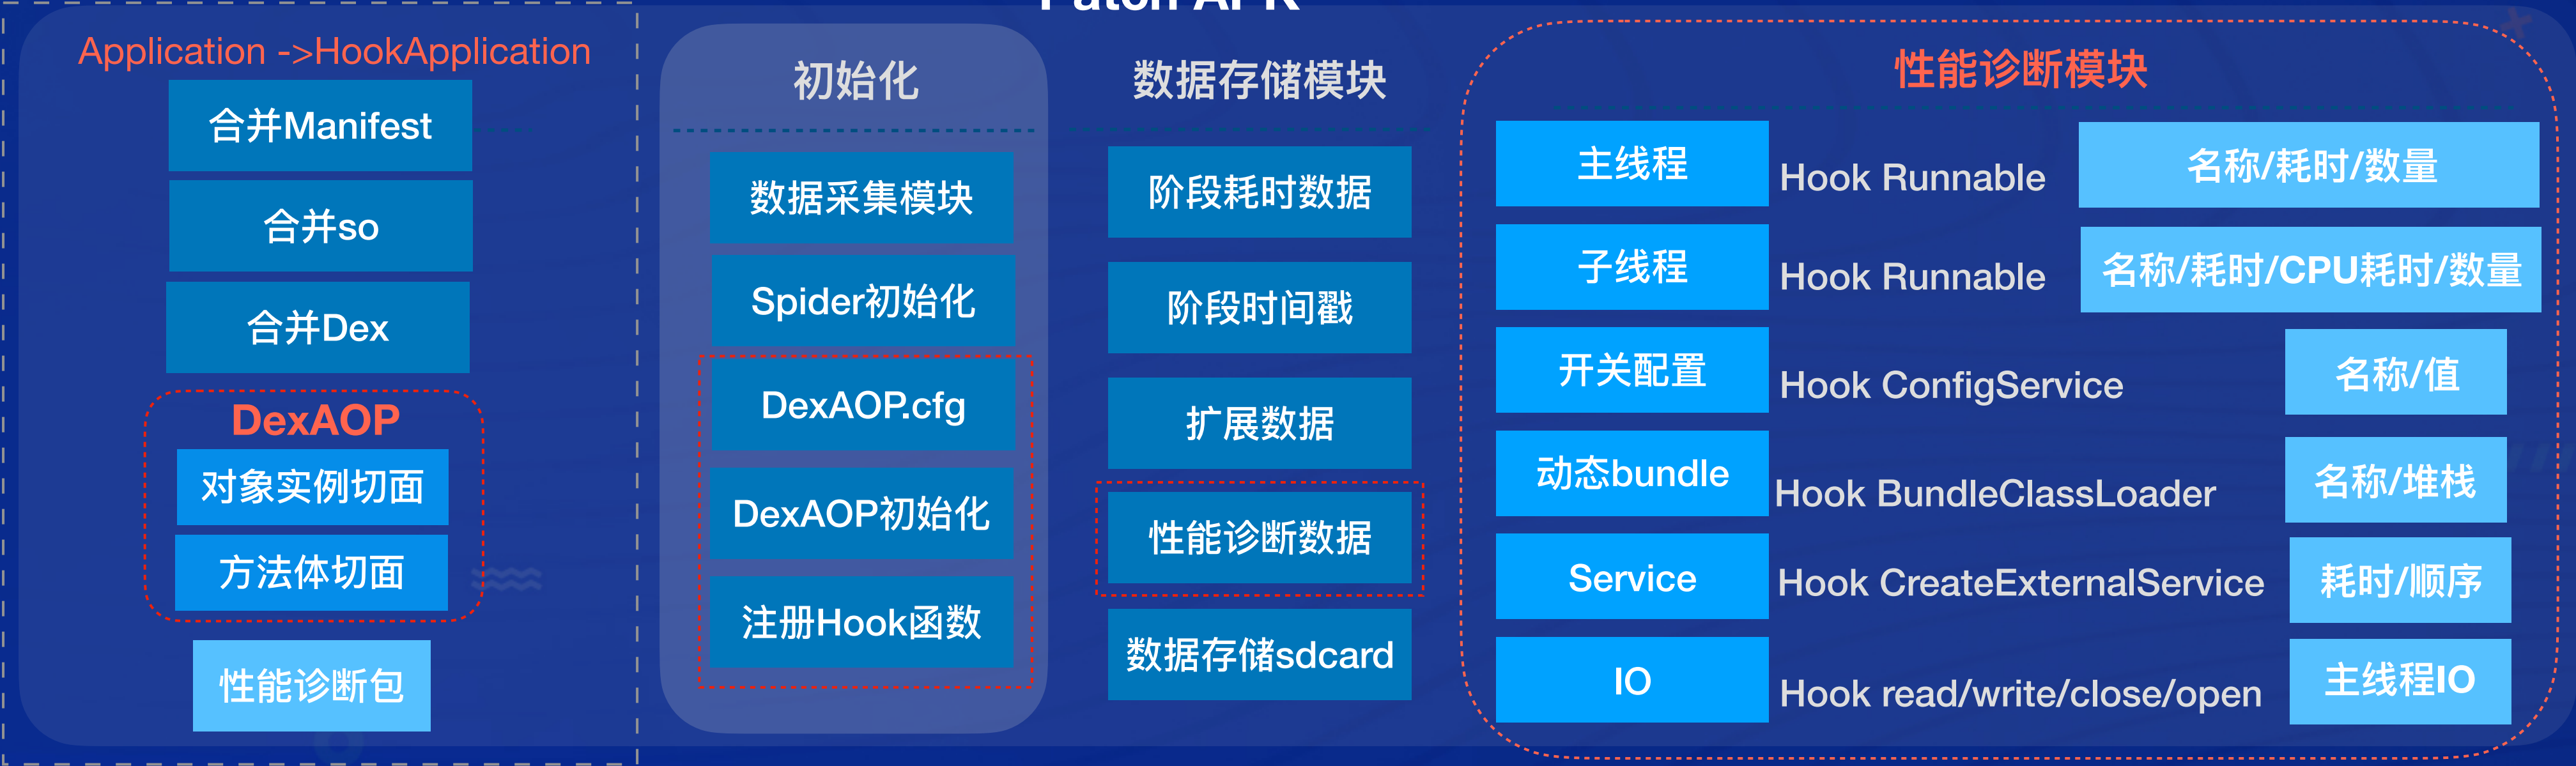 Patch APK
Application ->HookApplication
合并Manifest
合并so
合并Dex
DexAOP
对象实例切面
方法体切面
性能诊断包
初始化
数据采集模块
Spider初始化
DexAOP.cfg
DexAOP初始化
注册Hook函数
数据存储模块
阶段耗时数据
阶段时间戳
扩展数据
性能诊断数据
数据存储sdcard
性能诊断模块
主线程 Hook Runnable 名称/耗时/数量
子线程 Hook Runnable 名称/耗时/CPU耗时/数量
开关配置 Hook ConfigService 名称/值
动态bundle Hook BundleClassLoader 名称/堆栈
Service Hook CreateExternalService 耗时/顺序
IO Hook read/write/close/open 主线程IO